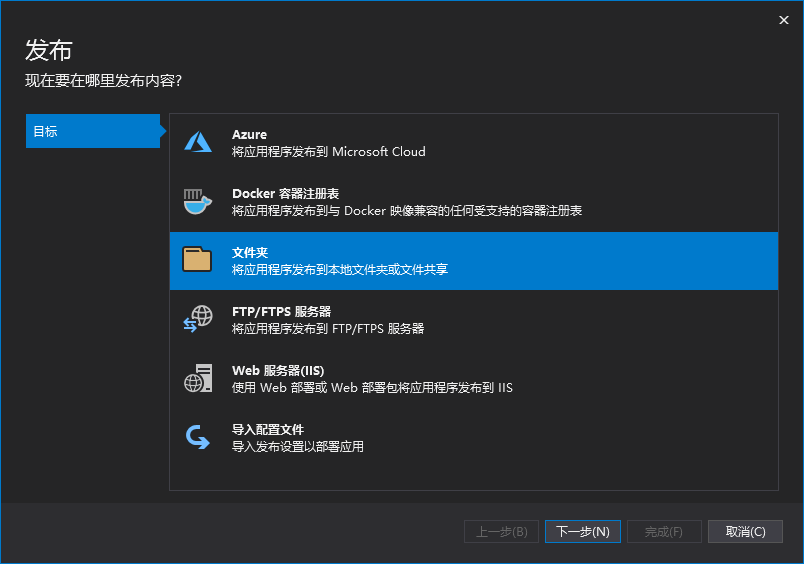 发布
现在要在哪里发布内容?
目标
Azure
将应用程序发布到 Microsoft Cloud
Docker 容器注册表
将应用程序发布到与 Docker 映像兼容的任何受支持的容器注册表
文件夹
将应用程序发布到本地文件夹或文件共享
FTP/FTPS 服务器
将应用程序发布到 FTP/FTPS 服务器
Web 服务器(IIS)
使用 Web 部署或 Web 部署包将应用程序发布到 IIS
导入配置文件
导入发布设置以部署应用
上一步(B) 下一步(N) 完成(F) 取消(C)